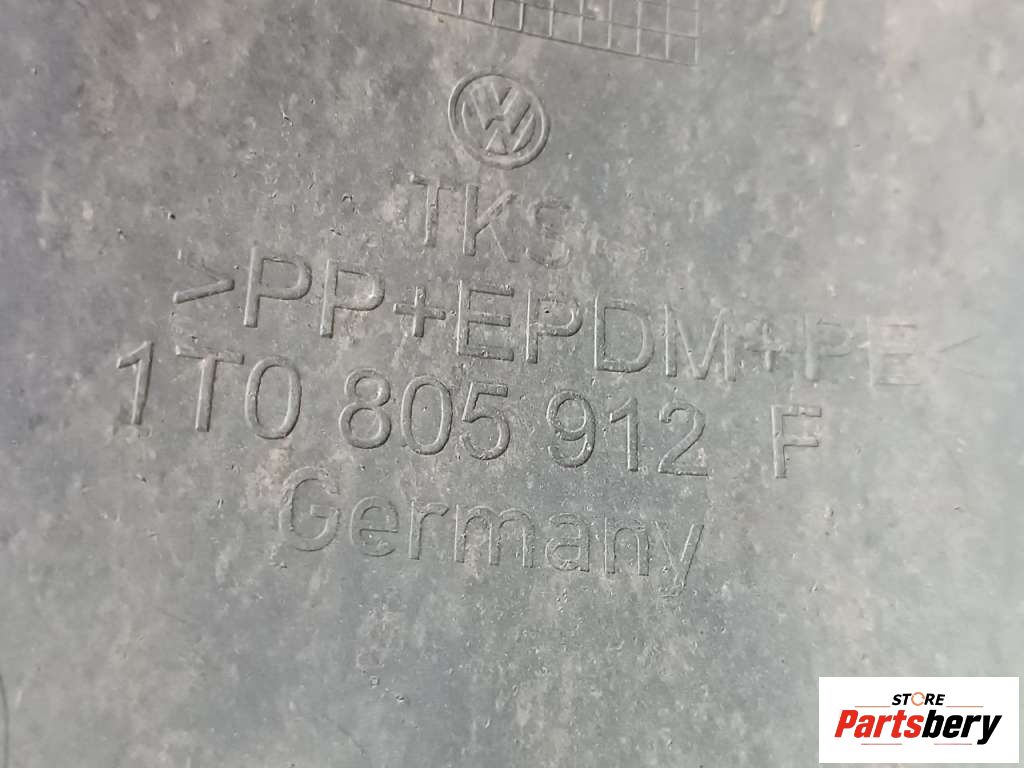 TKS
>PP+EPDM+PE<
1T0 805 912 F
Germany
STORE
Partsbery